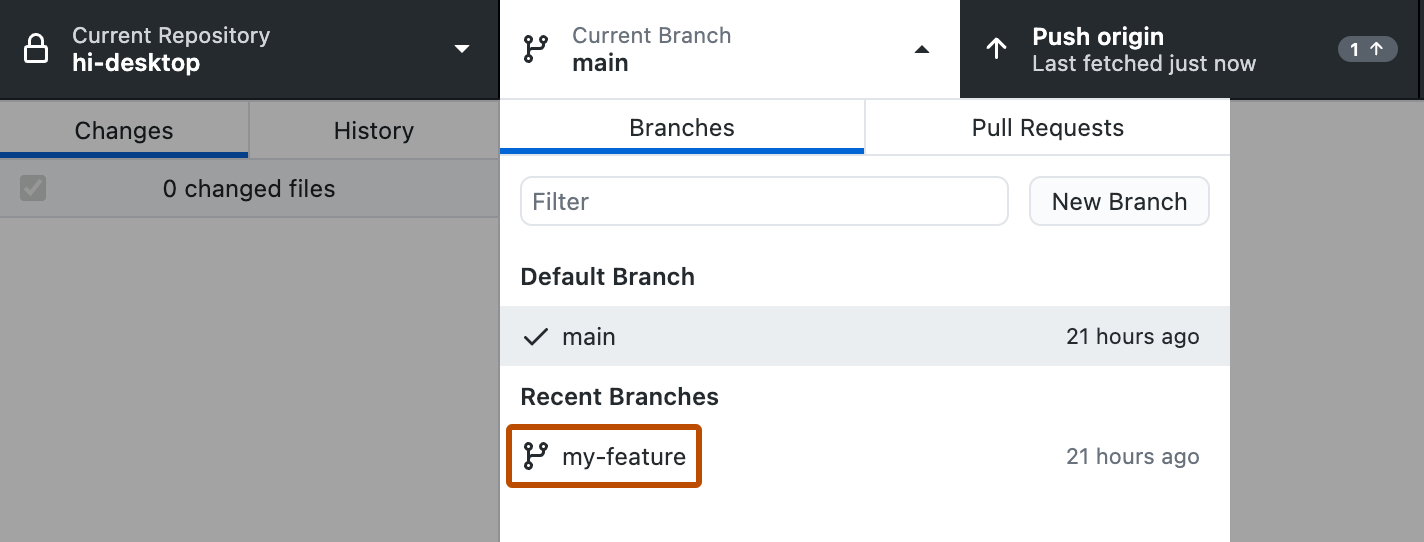 Current Repository
hi-desktop
Current Branch
main
Push origin
Last fetched just now
1
Changes
History
Branches
Pull Requests
0 changed files
Filter
New Branch
Default Branch
main
21 hours ago
Recent Branches
my-feature
21 hours ago